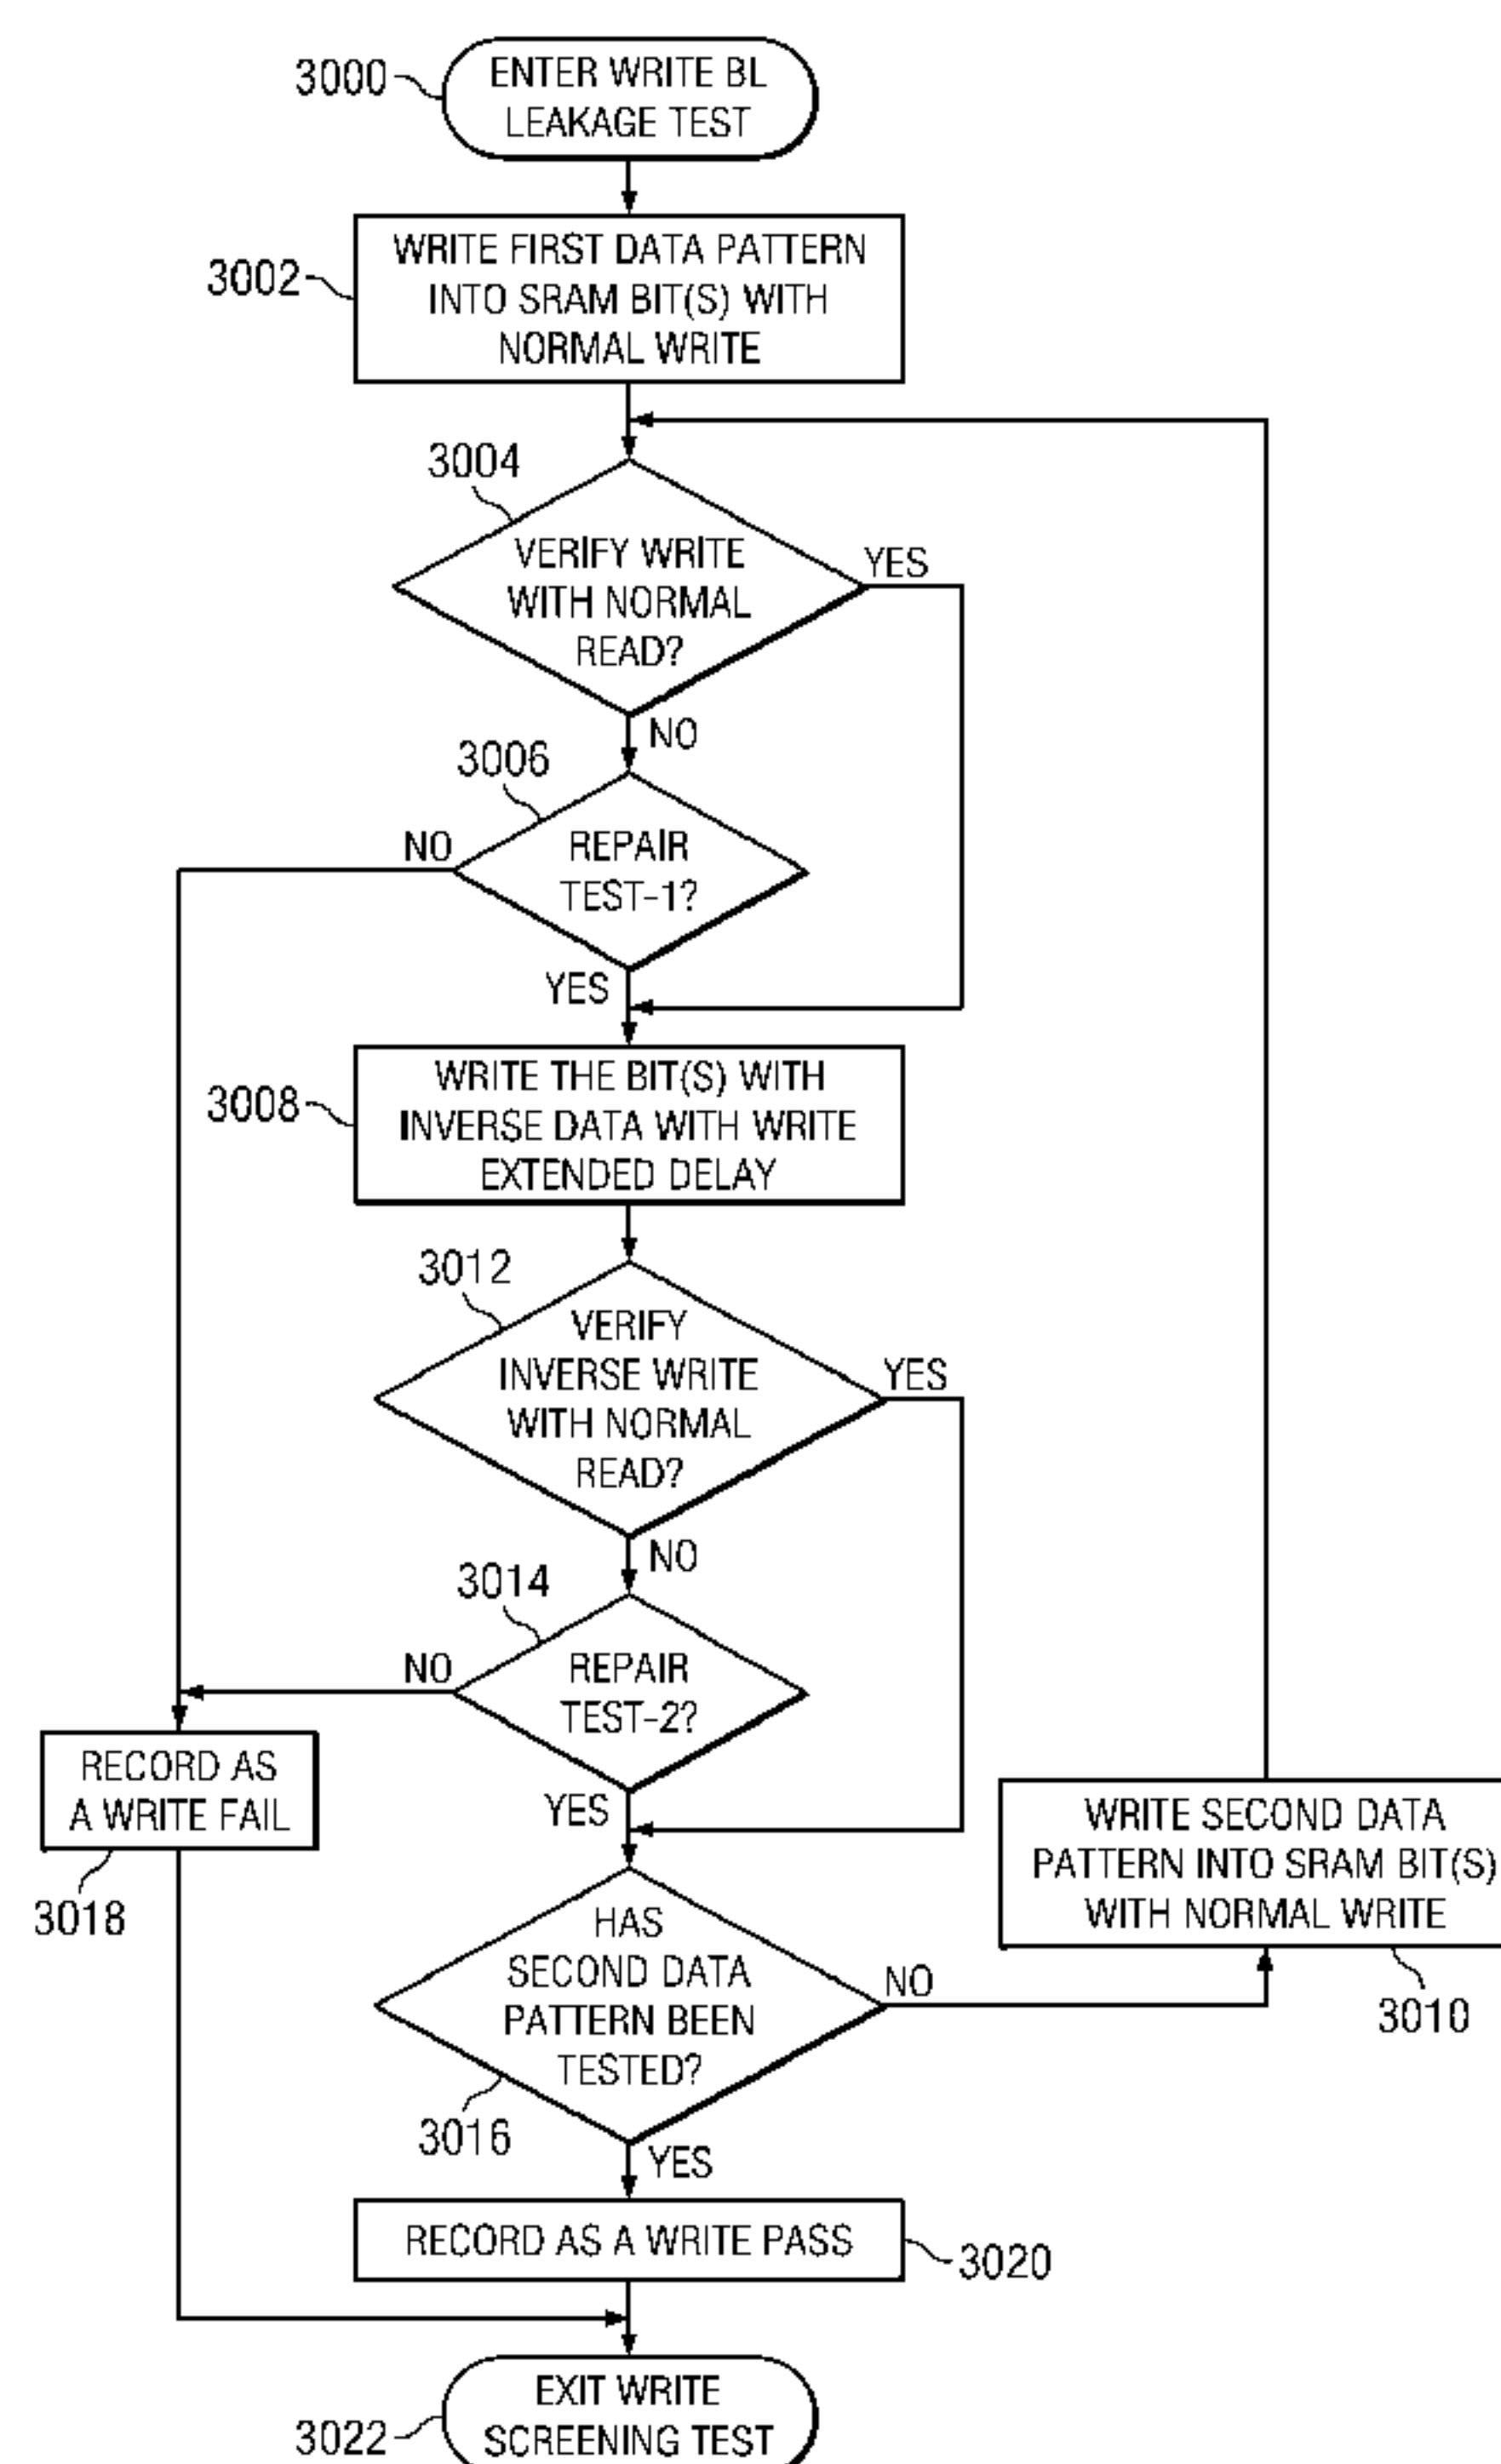 3000
ENTER WRITE BL
LEAKAGE TEST
3002
WRITE FIRST DATA PATTERN
INTO SRAM BIT(S) WITH
NORMAL WRITE
3004
VERIFY WRITE
WITH NORMAL
READ?
YES
NO
3006
REPAIR
TEST-1?
NO
YES
3008
WRITE THE BIT(S) WITH
INVERSE DATA WITH WRITE
EXTENDED DELAY
3012
VERIFY
INVERSE WRITE
WITH NORMAL
READ?
YES
NO
3014
REPAIR
TEST-2?
NO
YES
RECORD AS
A WRITE FAIL
3018
WRITE SECOND DATA
PATTERN INTO SRAM BIT(S)
WITH NORMAL WRITE
3010
HAS
SECOND DATA
PATTERN BEEN
TESTED?
NO
3016
YES
RECORD AS A WRITE PASS
3020
EXIT WRITE
SCREENING TEST
3022